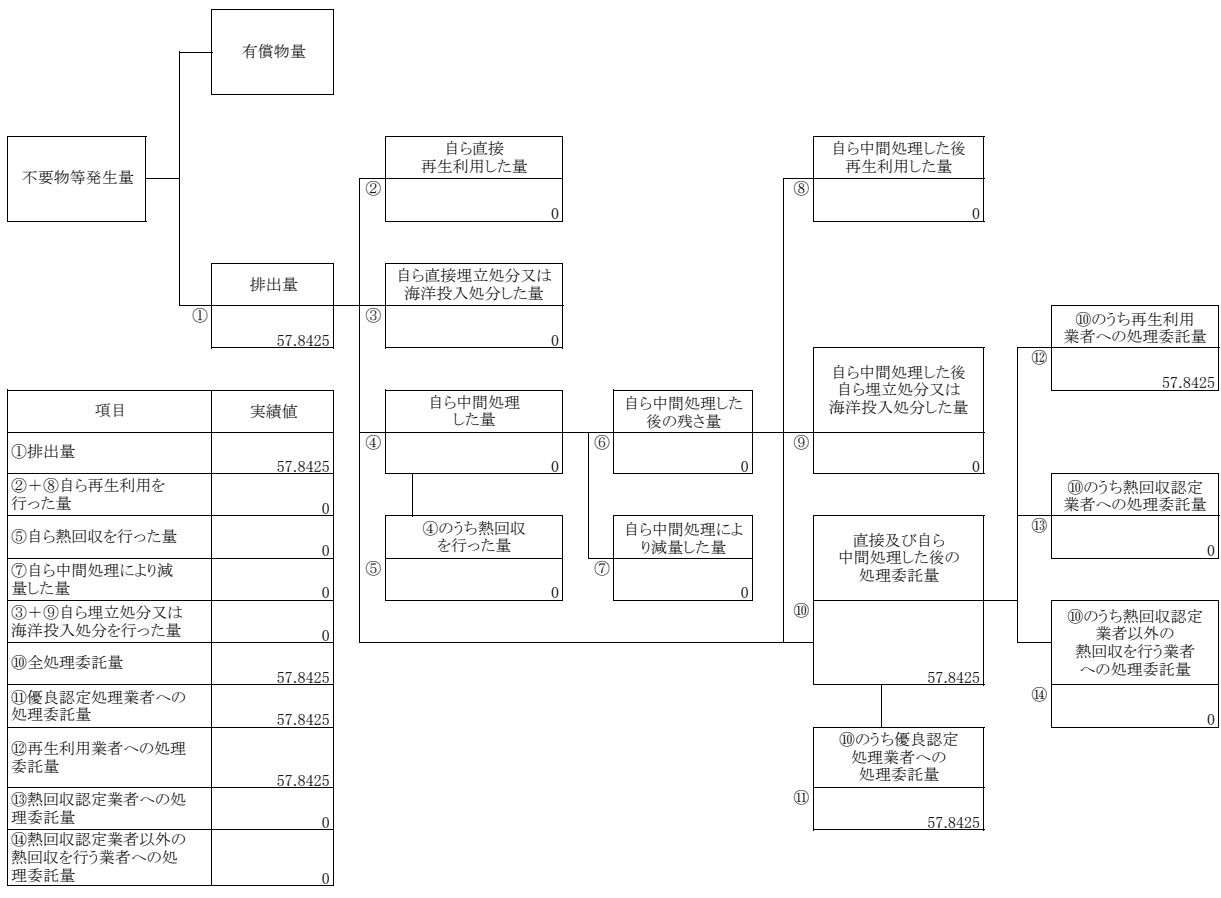 有償物量
不要物等発生量
排出量
①
57.8425
自ら直接
再生利用した量
②
0
自ら直接埋立処分又は
海洋投入処分した量
③
0
自ら中間処理
した量
④
0
④のうち熱回収
を行った量
⑤
0
自ら中間処理した
後の残さ量
⑥
0
自ら中間処理によ
り減量した量
⑦
0
自ら中間処理した後
再生利用した量
⑧
0
自ら中間処理した後
自ら埋立処分又は
海洋投入処分した量
⑨
0
直接及び自ら
中間処理した後の
処理委託量
⑩
57.8425
⑩のうち優良認定
処理業者への
処理委託量
⑪
57.8425
⑩のうち再生利用
業者への処理委託量
⑫
57.8425
⑩のうち熱回収認定
業者への処理委託量
⑬
0
⑩のうち熱回収認定
業者以外の
熱回収を行う業者
への処理委託量
⑭
0
項目 実績値
①排出量
57.8425
②＋⑧自ら再生利用を
行った量
0
⑤自ら熱回収を行った量
0
⑦自ら中間処理により減
量した量
0
③＋⑨自ら埋立処分又は
海洋投入処分を行った量
0
⑩全処理委託量
57.8425
⑪優良認定処理業者への
処理委託量
57.8425
⑫再生利用業者への処理
委託量
57.8425
⑬熱回収認定業者への処
理委託量
0
⑭熱回収認定業者以外の
熱回収を行う業者への処
理委託量
0